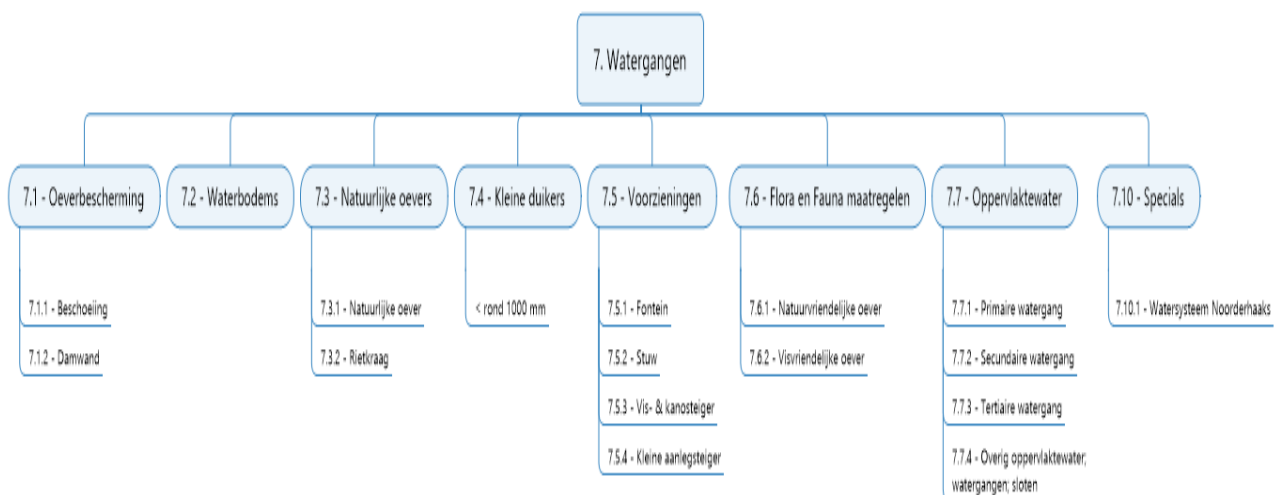 7. Watergangen
7.1 - Oeverbescherming
7.2 - Waterbodems
7.3 - Natuurlijke oevers
7.4 - Kleine duikers
7.5 - Voorzieningen
7.6 - Flora en Fauna maatregelen
7.7 - Oppervlaktewater
7.10 - Specials
7.1.1 - Beschoeiing
7.1.2 - Damwand
7.3.1 - Natuurlijke oever
7.3.2 - Rietkraag
< rond 1000 mm
7.5.1 - Fontein
7.5.2 - Stuw
7.5.3 - Vis- & kanosteiger
7.5.4 - Kleine aanlegsteiger
7.6.1 - Natuurvriendelijke oever
7.6.2 - Visvriendelijke oever
7.7.1 - Primaire watergang
7.7.2 - Secundaire watergang
7.7.3 - Tertiaire watergang
7.7.4 - Overig oppervlaktewater;
watergangen; sloten
7.10.1 - Watersysteem Noorderhaaks